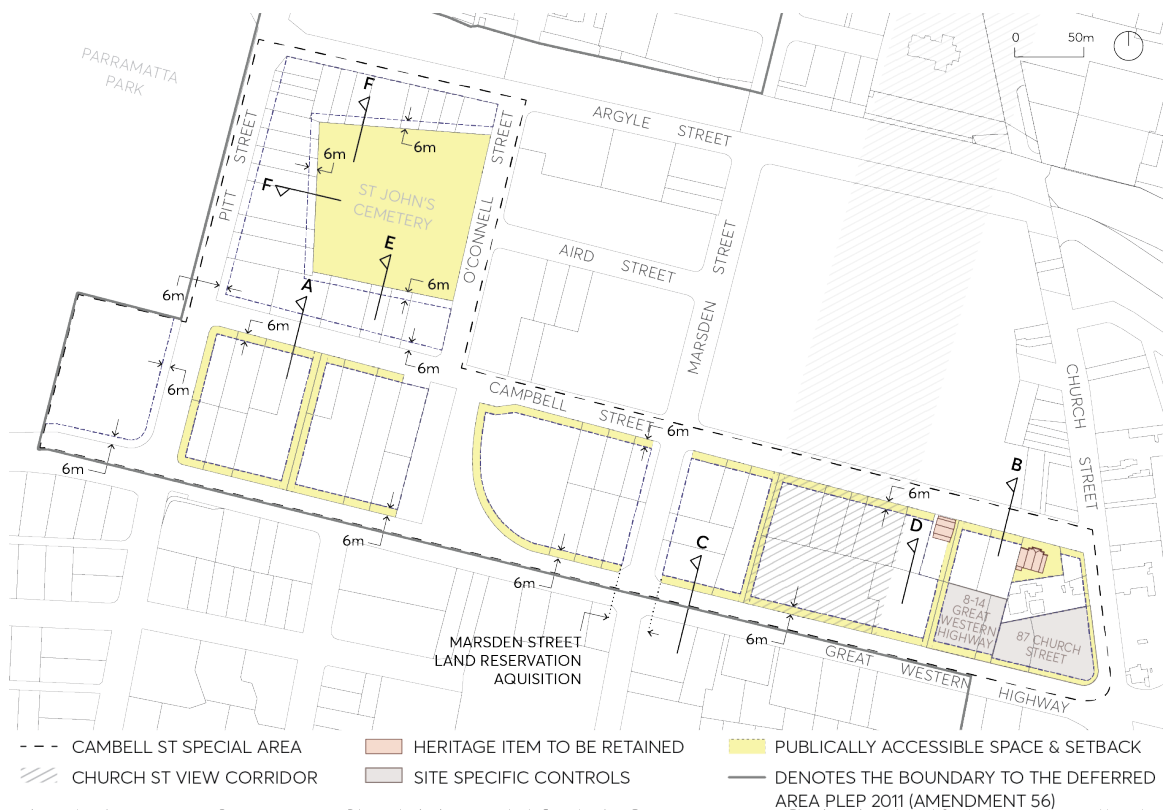 PARRAMATTA
PARK
0 50m
ARGYLE STREET
PITT STREET
O'CONNELL STREET
F
6m
6m
F
ST JOHN'S
CEMETERY
E
6m
A
6m
6m
6m
6m
6m
6m
AIRD STREET
MARSDEN STREET
CHURCH STREET
CAMPBELL STREET
6m
6m
B
D
C
6m
6m
6m
8-14
GREAT
WESTERN
HIGHWAY
87 CHURCH
STREET
MARSDEN STREET
LAND RESERVATION
AQUISITION
GREAT WESTERN HIGHWAY
CAMBELL ST SPECIAL AREA
HERITAGE ITEM TO BE RETAINED
PUBLICALLY ACCESSIBLE SPACE & SETBACK
CHURCH ST VIEW CORRIDOR
SITE SPECIFIC CONTROLS
DENOTES THE BOUNDARY TO THE DEFERRED
AREA PLEP 2011 (AMENDMENT 56)